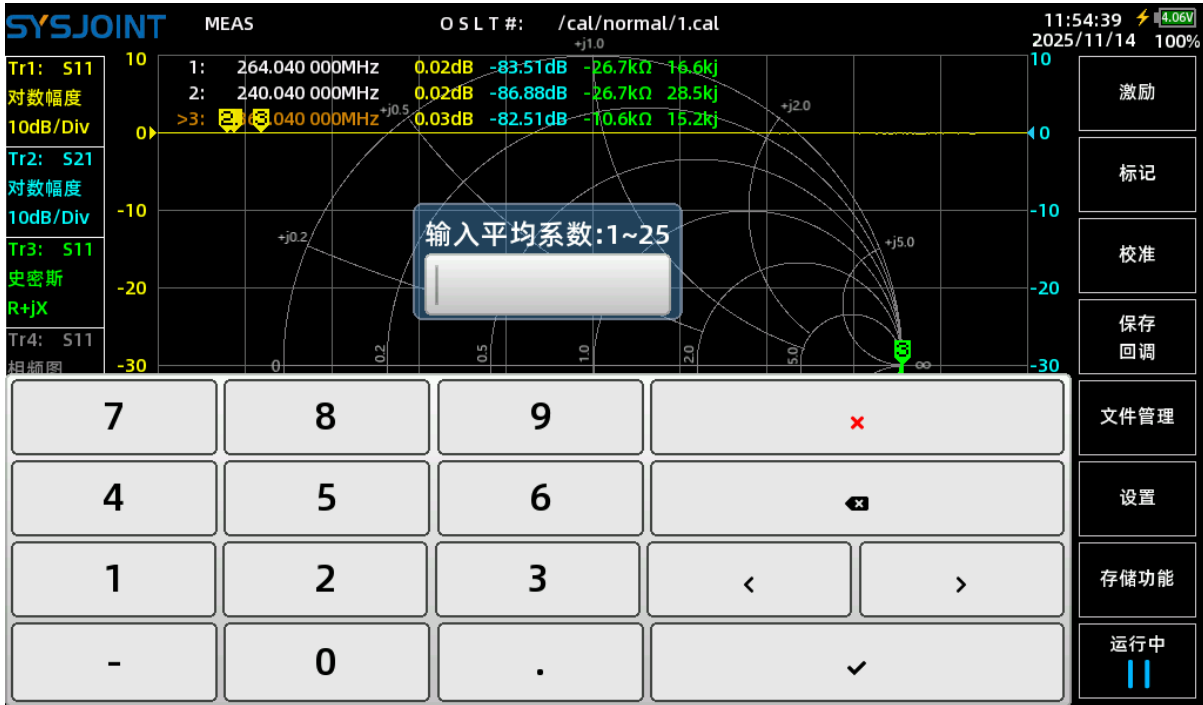 SYSJOINT MEAS O S L T #: /cal/normal/1.cal 11:54:39 4.06V
2025/11/14 100%
+j1.0
Tr1: S11
对数幅度
10dB/Div
Tr2: S21
对数幅度
10dB/Div
Tr3: S11
史密斯
R+jX
Tr4: S11
相频图
10
0
-10
-20
-30
1: 264.040 000MHz 0.02dB -83.51dB -26.7kΩ 16.6kj
2: 240.040 000MHz 0.02dB -86.88dB -26.7kΩ 28.5kj
>3: .040 000MHz 0.03dB -82.51dB -10.6kΩ 15.2kj
2 3
+j0.5
+j2.0
+j0.2
+j5.0
0
0.2
0.5
1.0
2.0
5.0
3
∞
10
0
-10
-20
-30
输入平均系数:1~25
激励
标记
校准
保存
回调
文件管理
设置
存储功能
运行中
7 8 9
4 5 6
1 2 3 < >
- 0 .